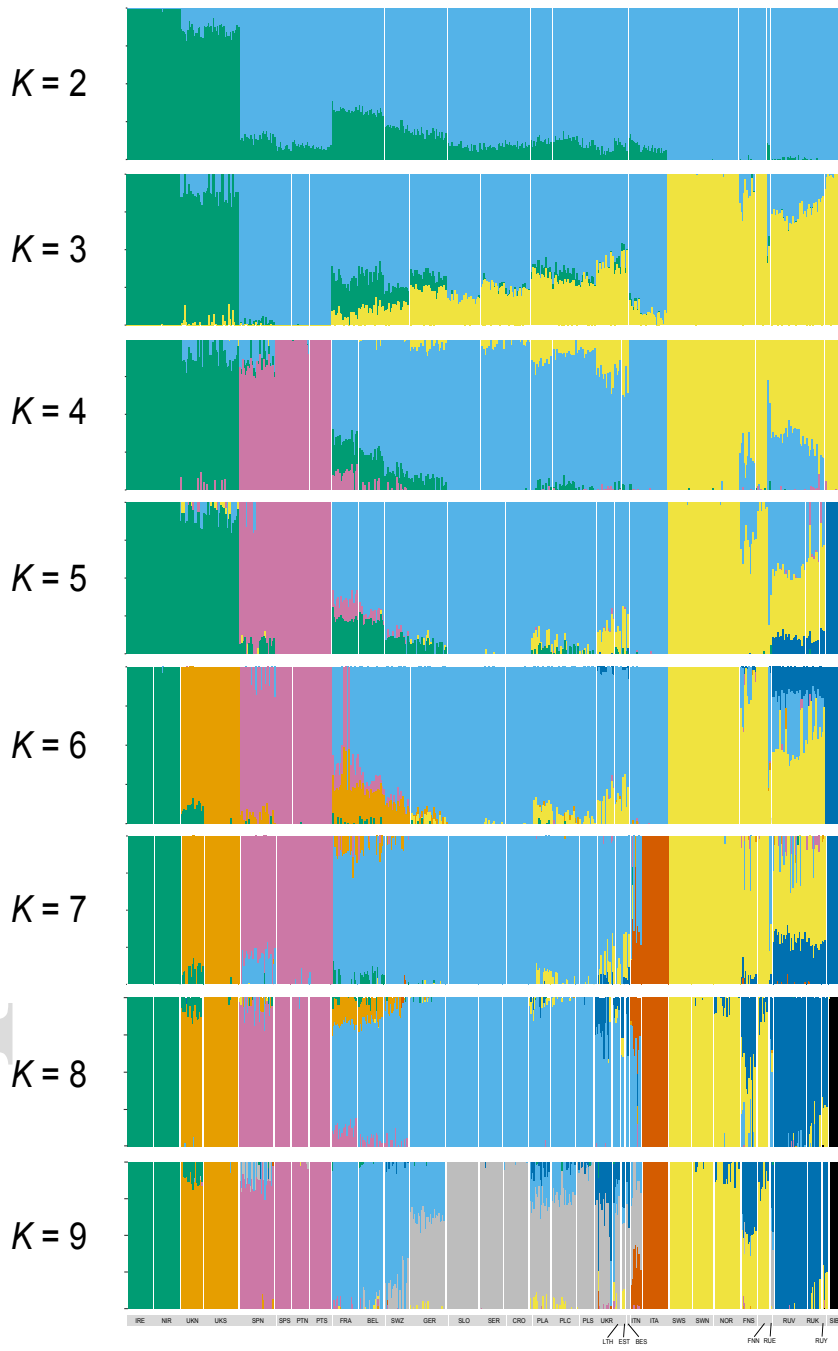 K = 2
K = 3
K = 4
K = 5
K = 6
K = 7
K = 8
K = 9
IRE NIR UKN UKS SPN SPS PTN PTS FRA BEL SWZ GER SLO SER CRO PLA PLC PLS UKR ITN ITA SWS SWN NOR FNS RUV RUK SIB
LTH EST BES FNN RUE RUY